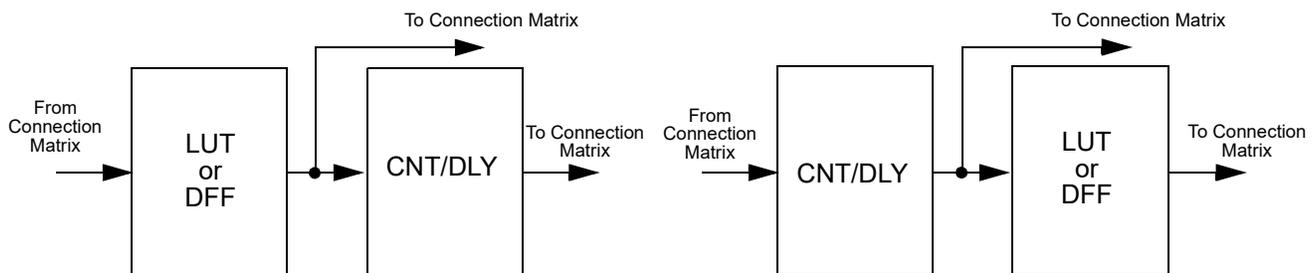 To Connection Matrix
From
Connection
Matrix
LUT
or
DFF
CNT/DLY
To Connection
Matrix
To Connection Matrix
From
Connection
Matrix
CNT/DLY
LUT
or
DFF
To Connection
Matrix